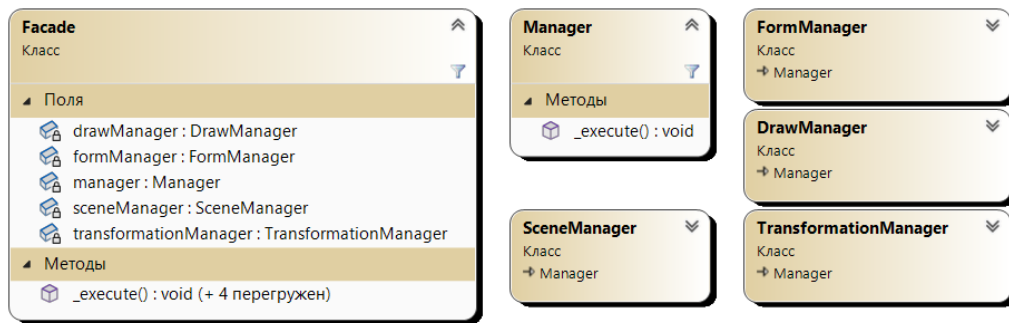 Facade
Класс
Поля
drawManager : DrawManager
formManager : FormManager
manager : Manager
sceneManager : SceneManager
transformationManager : TransformationManager
Методы
_execute() : void (+ 4 перегружен)
Manager
Класс
Методы
_execute() : void
SceneManager
Класс
Manager
FormManager
Класс
Manager
DrawManager
Класс
Manager
TransformationManager
Класс
Manager